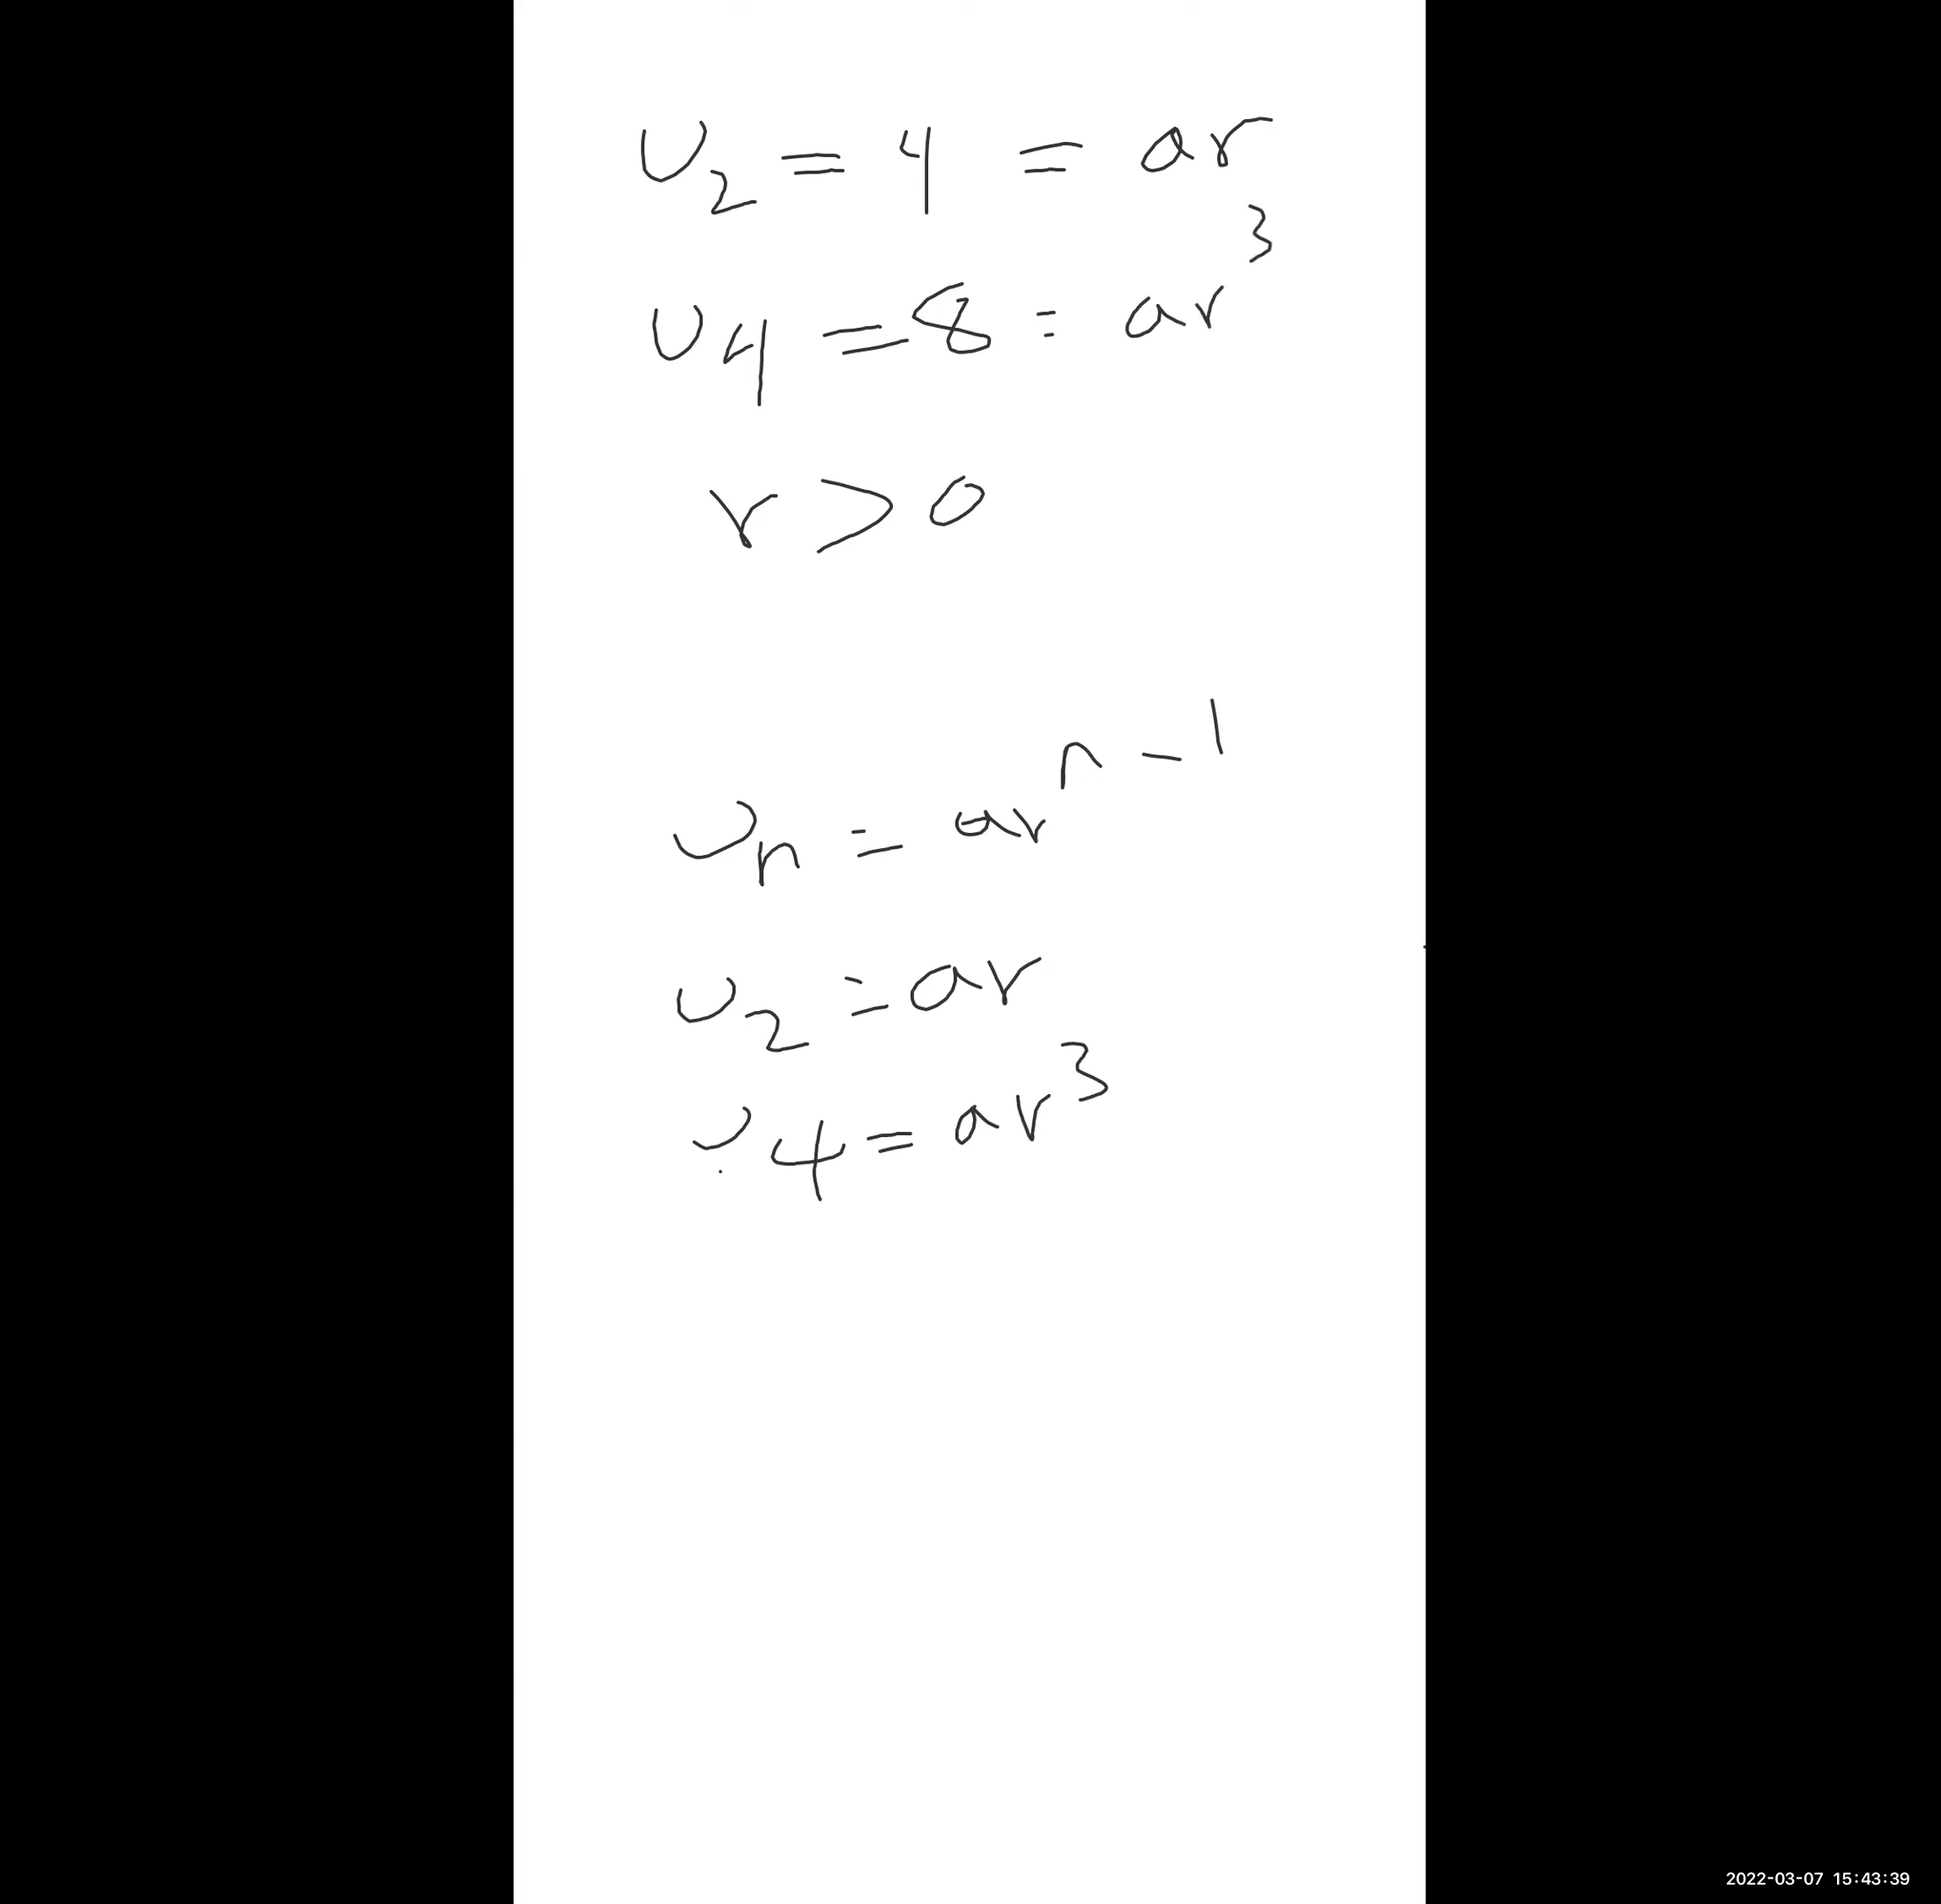 U₂ = 4 = ar
U₄ = 8 = ar³
r > 0
Uₙ = arⁿ⁻¹
U₂ = ar
U₄ = ar³
2022-03-07 15:43:39